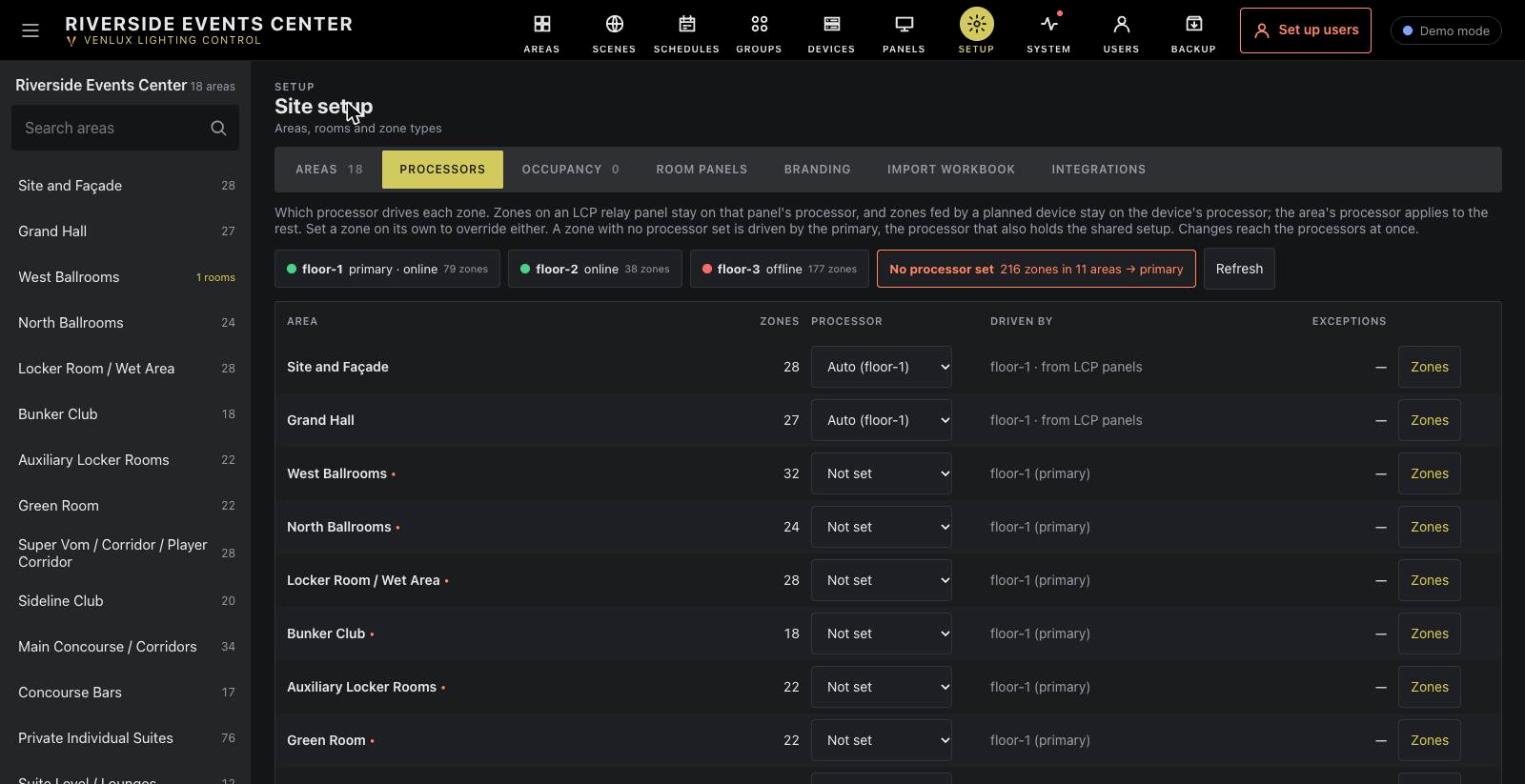 RIVERSIDE EVENTS CENTER
VENLUX LIGHTING CONTROL
AREAS SCENES SCHEDULES GROUPS DEVICES PANELS SETUP SYSTEM USERS BACKUP
Set up users
Demo mode
Riverside Events Center 18 areas
Search areas
Site and Façade 28
Grand Hall 27
West Ballrooms 1 rooms
North Ballrooms 24
Locker Room / Wet Area 28
Bunker Club 18
Auxiliary Locker Rooms 22
Green Room 22
Super Vom / Corridor / Player
Corridor 28
Sideline Club 20
Main Concourse / Corridors 34
Concourse Bars 17
Private Individual Suites 76
Suite Level / Lounges 12
SETUP
Site setup
Areas, rooms and zone types
AREAS 18 PROCESSORS OCCUPANCY 0 ROOM PANELS BRANDING IMPORT WORKBOOK INTEGRATIONS
Which processor drives each zone. Zones on an LCP relay panel stay on that panel's processor, and zones fed by a planned device stay on the device's processor; the area's processor applies to the
rest. Set a zone on its own to override either. A zone with no processor set is driven by the primary, the processor that also holds the shared setup. Changes reach the processors at once.
floor-1 primary · online 79 zones
floor-2 online 38 zones
floor-3 offline 177 zones
No processor set 216 zones in 11 areas → primary
Refresh
AREA ZONES PROCESSOR DRIVEN BY EXCEPTIONS
Site and Façade 28 Auto (floor-1) floor-1 · from LCP panels — Zones
Grand Hall 27 Auto (floor-1) floor-1 · from LCP panels — Zones
West Ballrooms • 32 Not set floor-1 (primary) — Zones
North Ballrooms • 24 Not set floor-1 (primary) — Zones
Locker Room / Wet Area • 28 Not set floor-1 (primary) — Zones
Bunker Club • 18 Not set floor-1 (primary) — Zones
Auxiliary Locker Rooms • 22 Not set floor-1 (primary) — Zones
Green Room • 22 Not set floor-1 (primary) — Zones